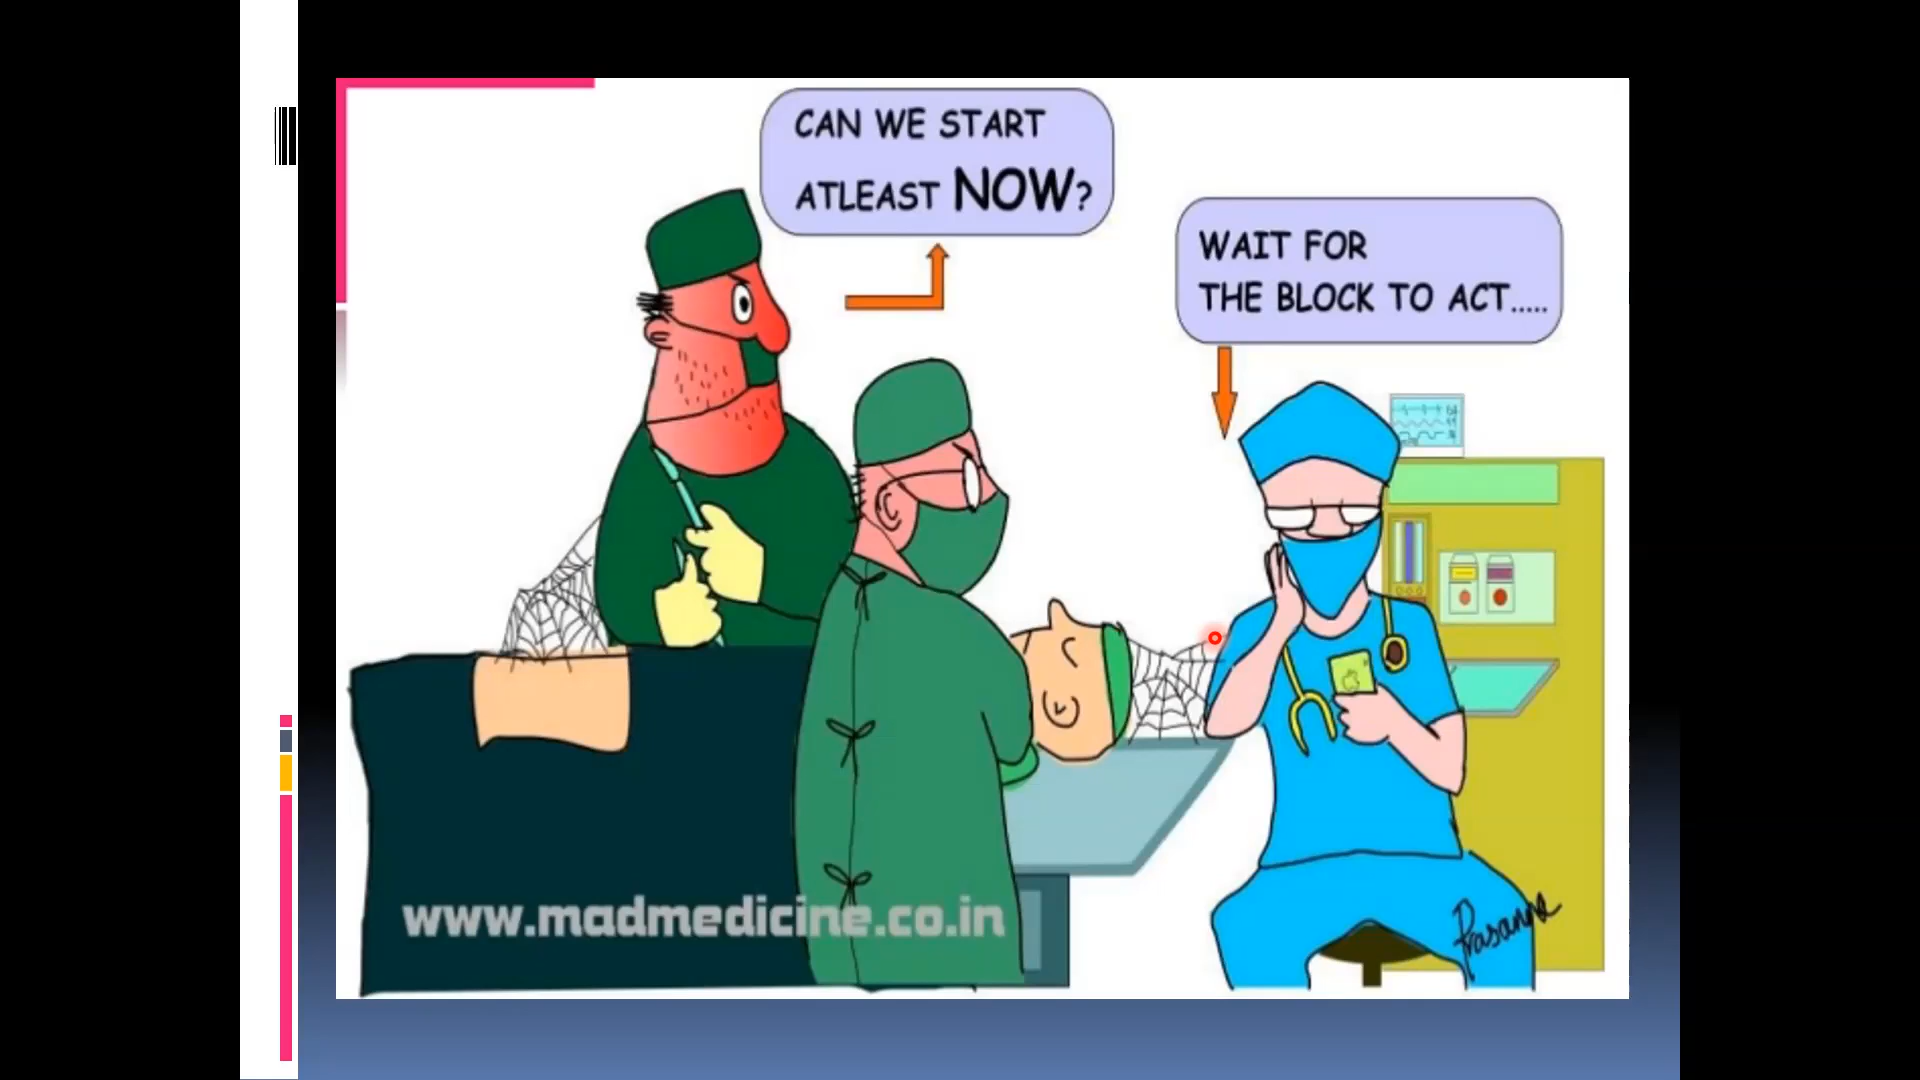 CAN WE START
ATLEAST NOW?
WAIT FOR
THE BLOCK TO ACT.....
www.madmedicine.co.in
Prasanna